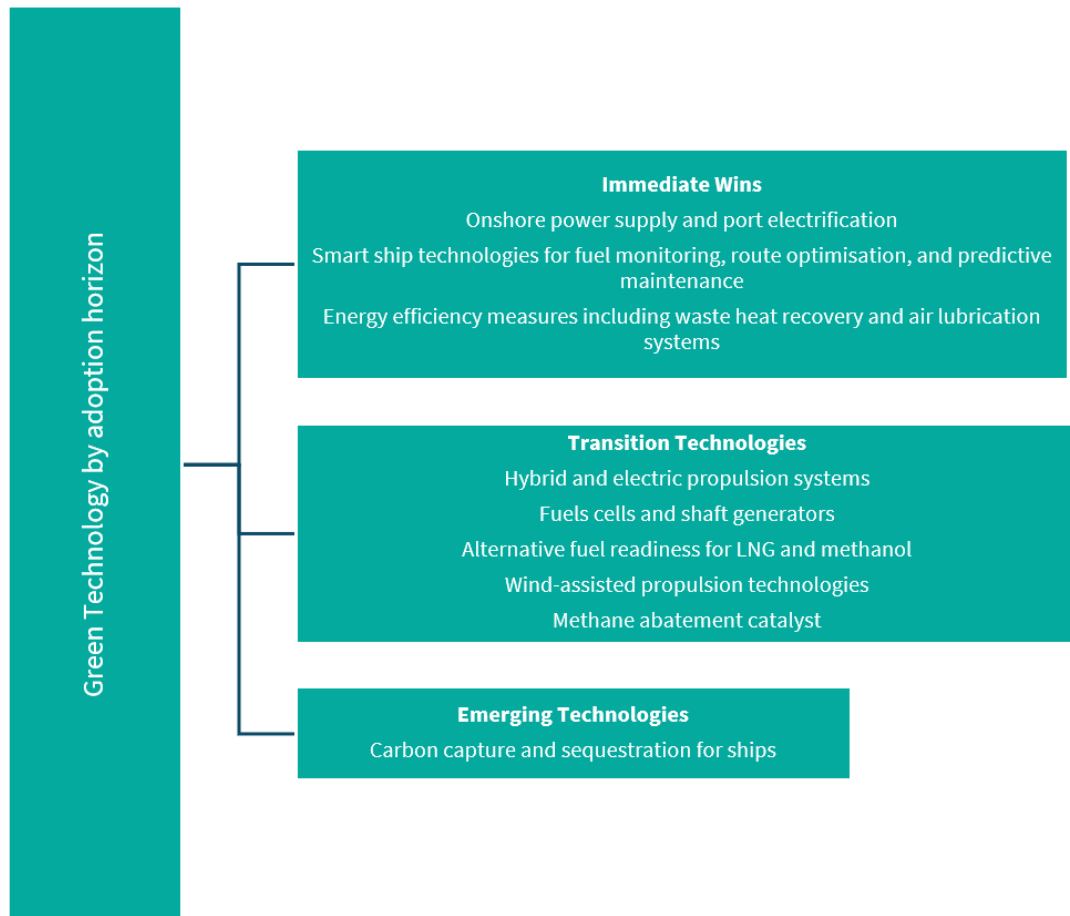 Green Technology by adoption horizon
Immediate Wins
Onshore power supply and port electrification
Smart ship technologies for fuel monitoring, route optimisation, and predictive
maintenance
Energy efficiency measures including waste heat recovery and air lubrication
systems
Transition Technologies
Hybrid and electric propulsion systems
Fuels cells and shaft generators
Alternative fuel readiness for LNG and methanol
Wind-assisted propulsion technologies
Methane abatement catalyst
Emerging Technologies
Carbon capture and sequestration for ships